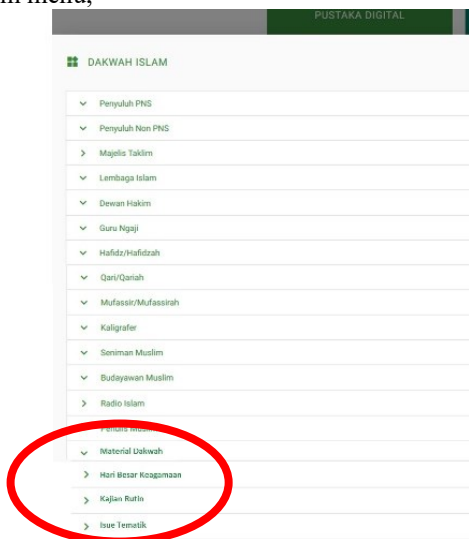 menu,
PUSTAKA DIGITAL
DAKWAH ISLAM
Penyuluh PNS
Penyuluh Non PNS
Majelis Taklim
Lembaga Islam
Dewan Hakim
Guru Ngaji
Hafidz/Hafidzah
Qari/Qariah
Mufassir/Mufassirah
Kaligrafer
Seniman Muslim
Budayawan Muslim
Radio Islam
Penulis
Material Dakwah
Hari Besar Keagamaan
Kajian Rutin
Isue Tematik